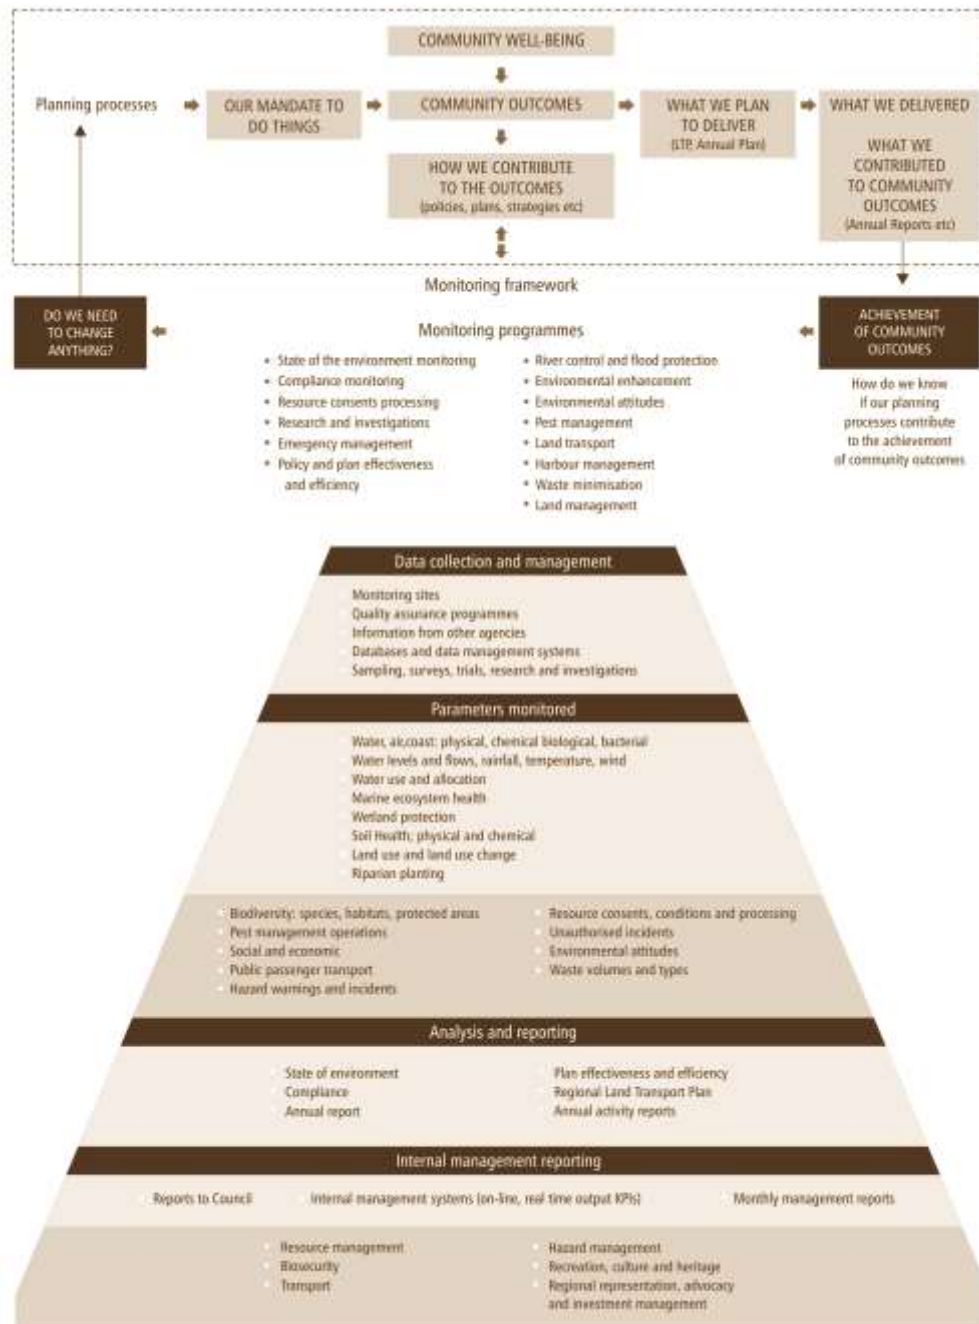 COMMUNITY WELL-BEING
Planning processes
OUR MANDATE TO
DO THINGS
COMMUNITY OUTCOMES
WHAT WE PLAN
TO DELIVER
(LTP, Annual Plan)
WHAT WE DELIVERED
WHAT WE
CONTRIBUTED
TO COMMUNITY
OUTCOMES
(Annual Reports etc)
HOW WE CONTRIBUTE
TO THE OUTCOMES
(policies, plans, strategies etc)
Monitoring framework
DO WE NEED
TO CHANGE
ANYTHING?
Monitoring programmes
• State of the environment monitoring
• Compliance monitoring
• Resource consents processing
• Research and investigations
• Emergency management
• Policy and plan effectiveness
and efficiency
• River control and flood protection
• Environmental enhancement
• Environmental attitudes
• Pest management
• Land transport
• Harbour management
• Waste minimisation
• Land management
ACHIEVEMENT
OF COMMUNITY
OUTCOMES
How do we know
if our planning
processes contribute
to the achievement
of community outcomes
Data collection and management
Monitoring sites
Quality assurance programmes
Information from other agencies
Databases and data management systems
Sampling, surveys, trials, research and investigations
Parameters monitored
Water, air,coast: physical, chemical biological, bacterial
Water levels and flows, rainfall, temperature, wind
Water use and allocation
Marine ecosystem health
Wetland protection
Soil Health; physical and chemical
Land use and land use change
Riparian planting
• Biodiversity: species, habitats, protected areas
• Pest management operations
• Social and economic
• Public passenger transport
• Hazard warnings and incidents
• Resource consents, conditions and processing
• Unauthorised incidents
• Environmental attitudes
• Waste volumes and types
Analysis and reporting
State of environment
Compliance
Annual report
Plan effectiveness and efficiency
Regional Land Transport Plan
Annual activity reports
Internal management reporting
Reports to Council
Internal management systems (on-line, real time output KPIs)
Monthly management reports
• Resource management
• Biosecurity
• Transport
• Hazard management
• Recreation, culture and heritage
• Regional representation, advocacy
and investment management